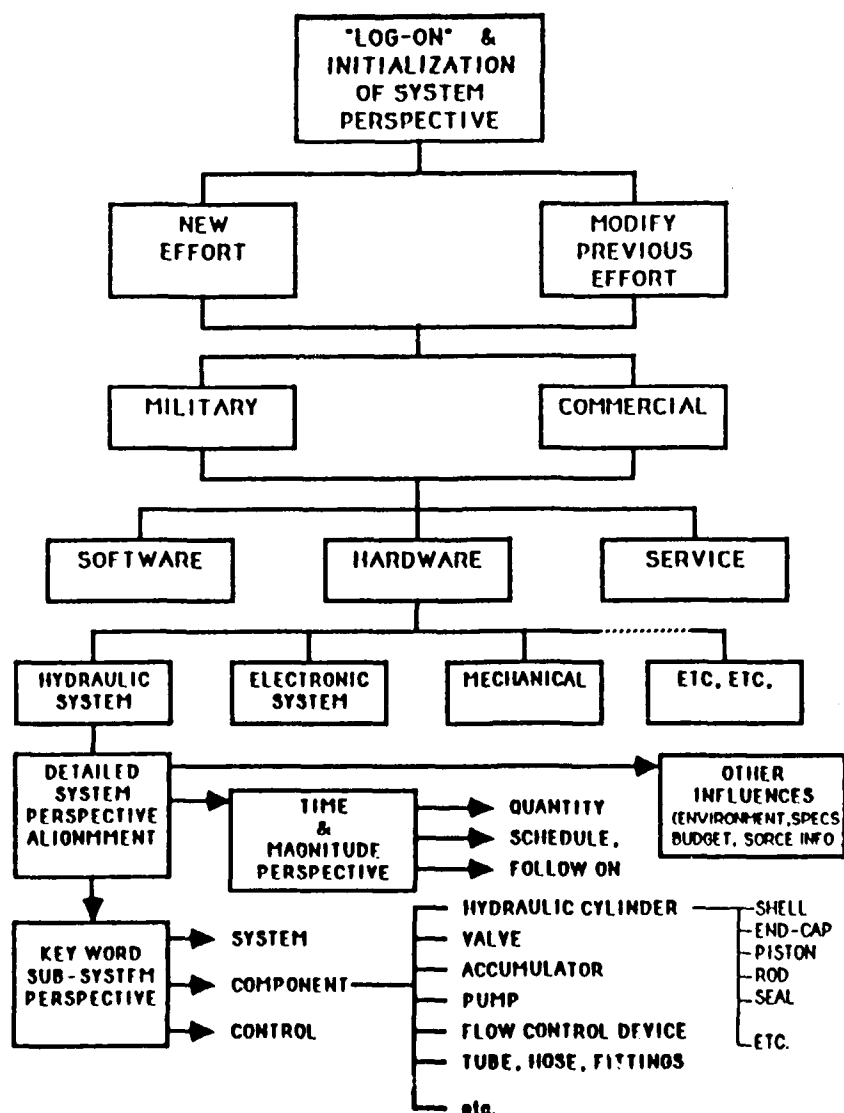 "LOG-ON" &
INITIALIZATION
OF SYSTEM
PERSPECTIVE
NEW
EFFORT
MODIFY
PREVIOUS
EFFORT
MILITARY
COMMERCIAL
SOFTWARE
HARDWARE
SERVICE
HYDRAULIC
SYSTEM
ELECTRONIC
SYSTEM
MECHANICAL
ETC, ETC,
DETAILED
SYSTEM
PERSPECTIVE
ALIONMMENT
TIME
&
MAGNITUDE
PERSPECTIVE
QUANTITY
SCHEDULE,
FOLLOW ON
OTHER
INFLUENCES
(ENVIRONMENT,SPECS
BUDGET, SORCE INFO
KEY WORD
SUB-SYSTEM
PERSPECTIVE
SYSTEM
COMPONENT
CONTROL
HYDRAULIC CYLINDER
VALVE
ACCUMULATOR
PUMP
FLOW CONTROL DEVICE
TUBE, HOSE, FITTINGS
etc.
SHELL
END-CAP
PISTON
ROD
SEAL
ETC.